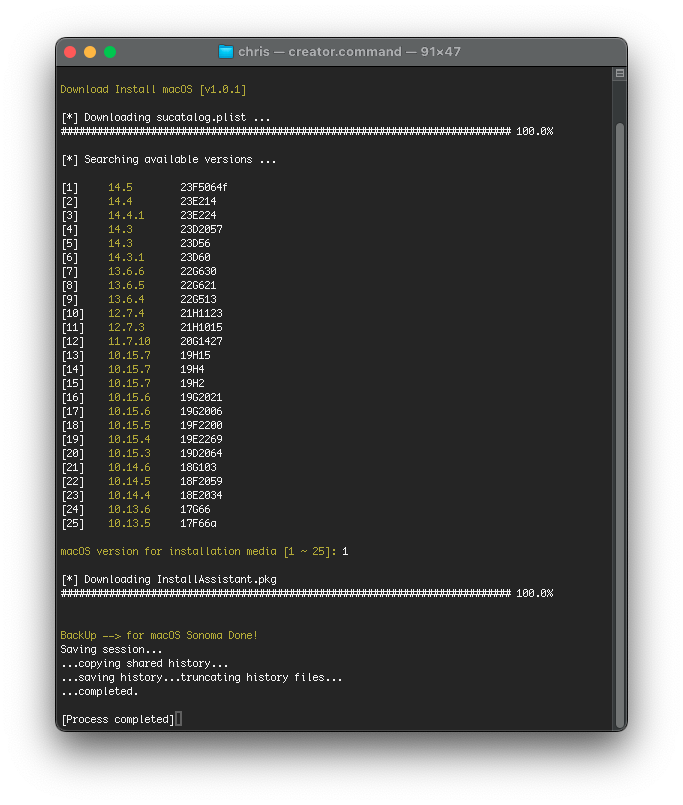 chris — creator.command — 91×47
Download Install macOS [v1.0.1]
[*] Downloading sucatalog.plist ...
########################################################################### 100.0%
[*] Searching available versions ...
[1] 14.5 23F5064f
[2] 14.4 23E214
[3] 14.4.1 23E224
[4] 14.3 23D2057
[5] 14.3 23D56
[6] 14.3.1 23D60
[7] 13.6.6 22G630
[8] 13.6.5 22G621
[9] 13.6.4 22G513
[10] 12.7.4 21H1123
[11] 12.7.3 21H1015
[12] 11.7.10 20G1427
[13] 10.15.7 19H15
[14] 10.15.7 19H4
[15] 10.15.7 19H2
[16] 10.15.6 19G2021
[17] 10.15.6 19G2006
[18] 10.15.5 19F2200
[19] 10.15.4 19E2269
[20] 10.15.3 19D2064
[21] 10.14.6 18G103
[22] 10.14.5 18F2059
[23] 10.14.4 18E2034
[24] 10.13.6 17G66
[25] 10.13.5 17F66a
macOS version for installation media [1 ~ 25]: 1
[*] Downloading InstallAssistant.pkg
########################################################################### 100.0%
BackUp --> for macOS Sonoma Done!
Saving session...
...copying shared history...
...saving history...truncating history files...
...completed.
[Process completed]